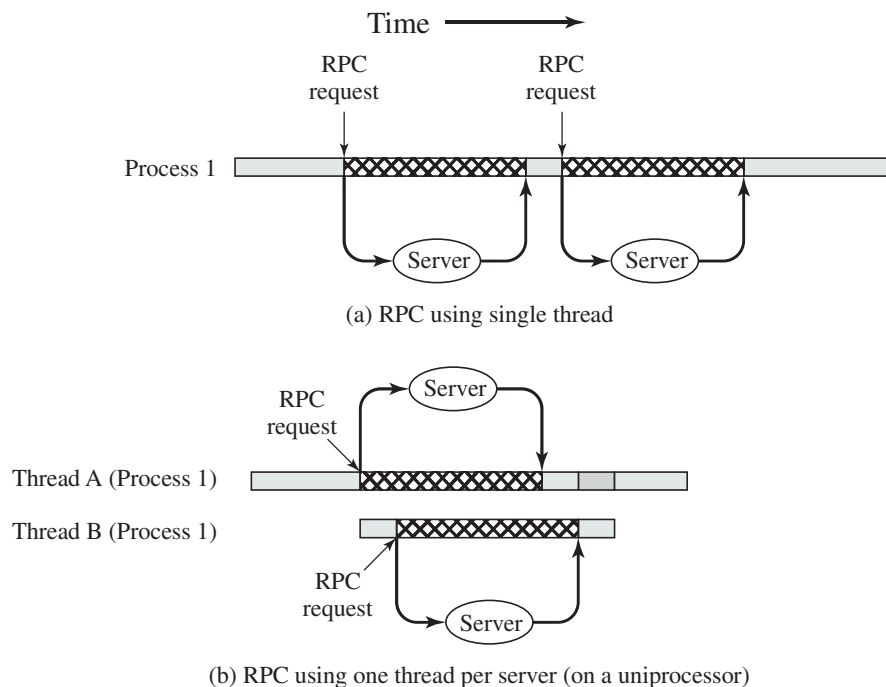 Time
RPC
request
RPC
request
Process 1
Server
Server
(a) RPC using single thread
Server
RPC
request
Thread A (Process 1)
Thread B (Process 1)
RPC
request
Server
(b) RPC using one thread per server (on a uniprocessor)